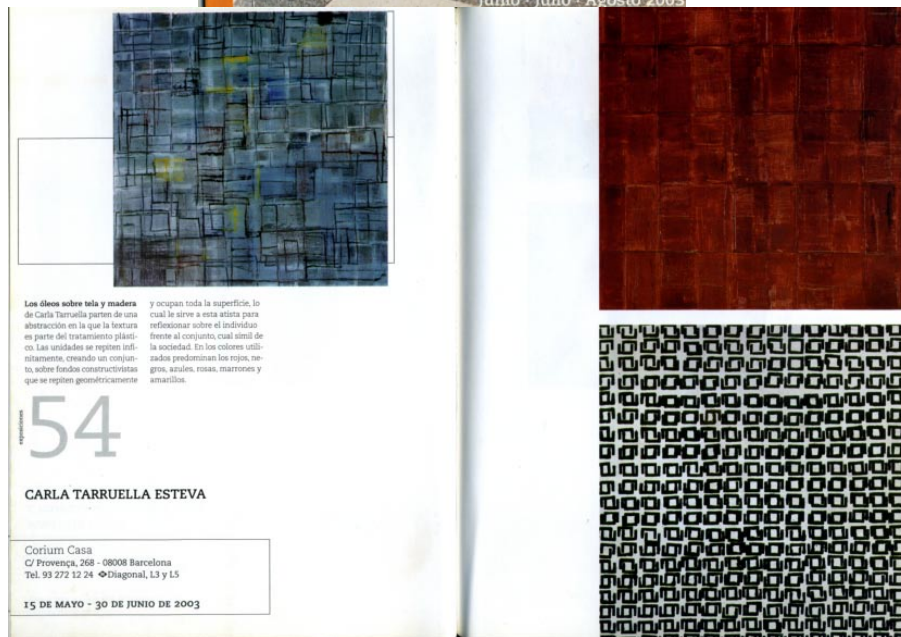 Junio · Julio · Agosto 2003
Los óleos sobre tela y madera
de Carla Tarruella parten de una
abstracción en la que la textura
es parte del tratamiento plásti-
co. Las unidades se repiten infi-
nitamente, creando un conjun-
to, sobre fondos constructivistas
que se repiten geométricamente
y ocupan toda la superficie, lo
cual le sirve a esta atista para
reflexionar sobre el individuo
frente al conjunto, cual símil de
la sociedad. En los colores utili-
zados predominan los rojos, ne-
gros, azules, rosas, marrones y
amarillos.
exposiciones
54
CARLA TARRUELLA ESTEVA
Corium Casa
C/ Provença, 268 - 08008 Barcelona
Tel. 93 272 12 24 Diagonal, L3 y L5
15 DE MAYO - 30 DE JUNIO DE 2003